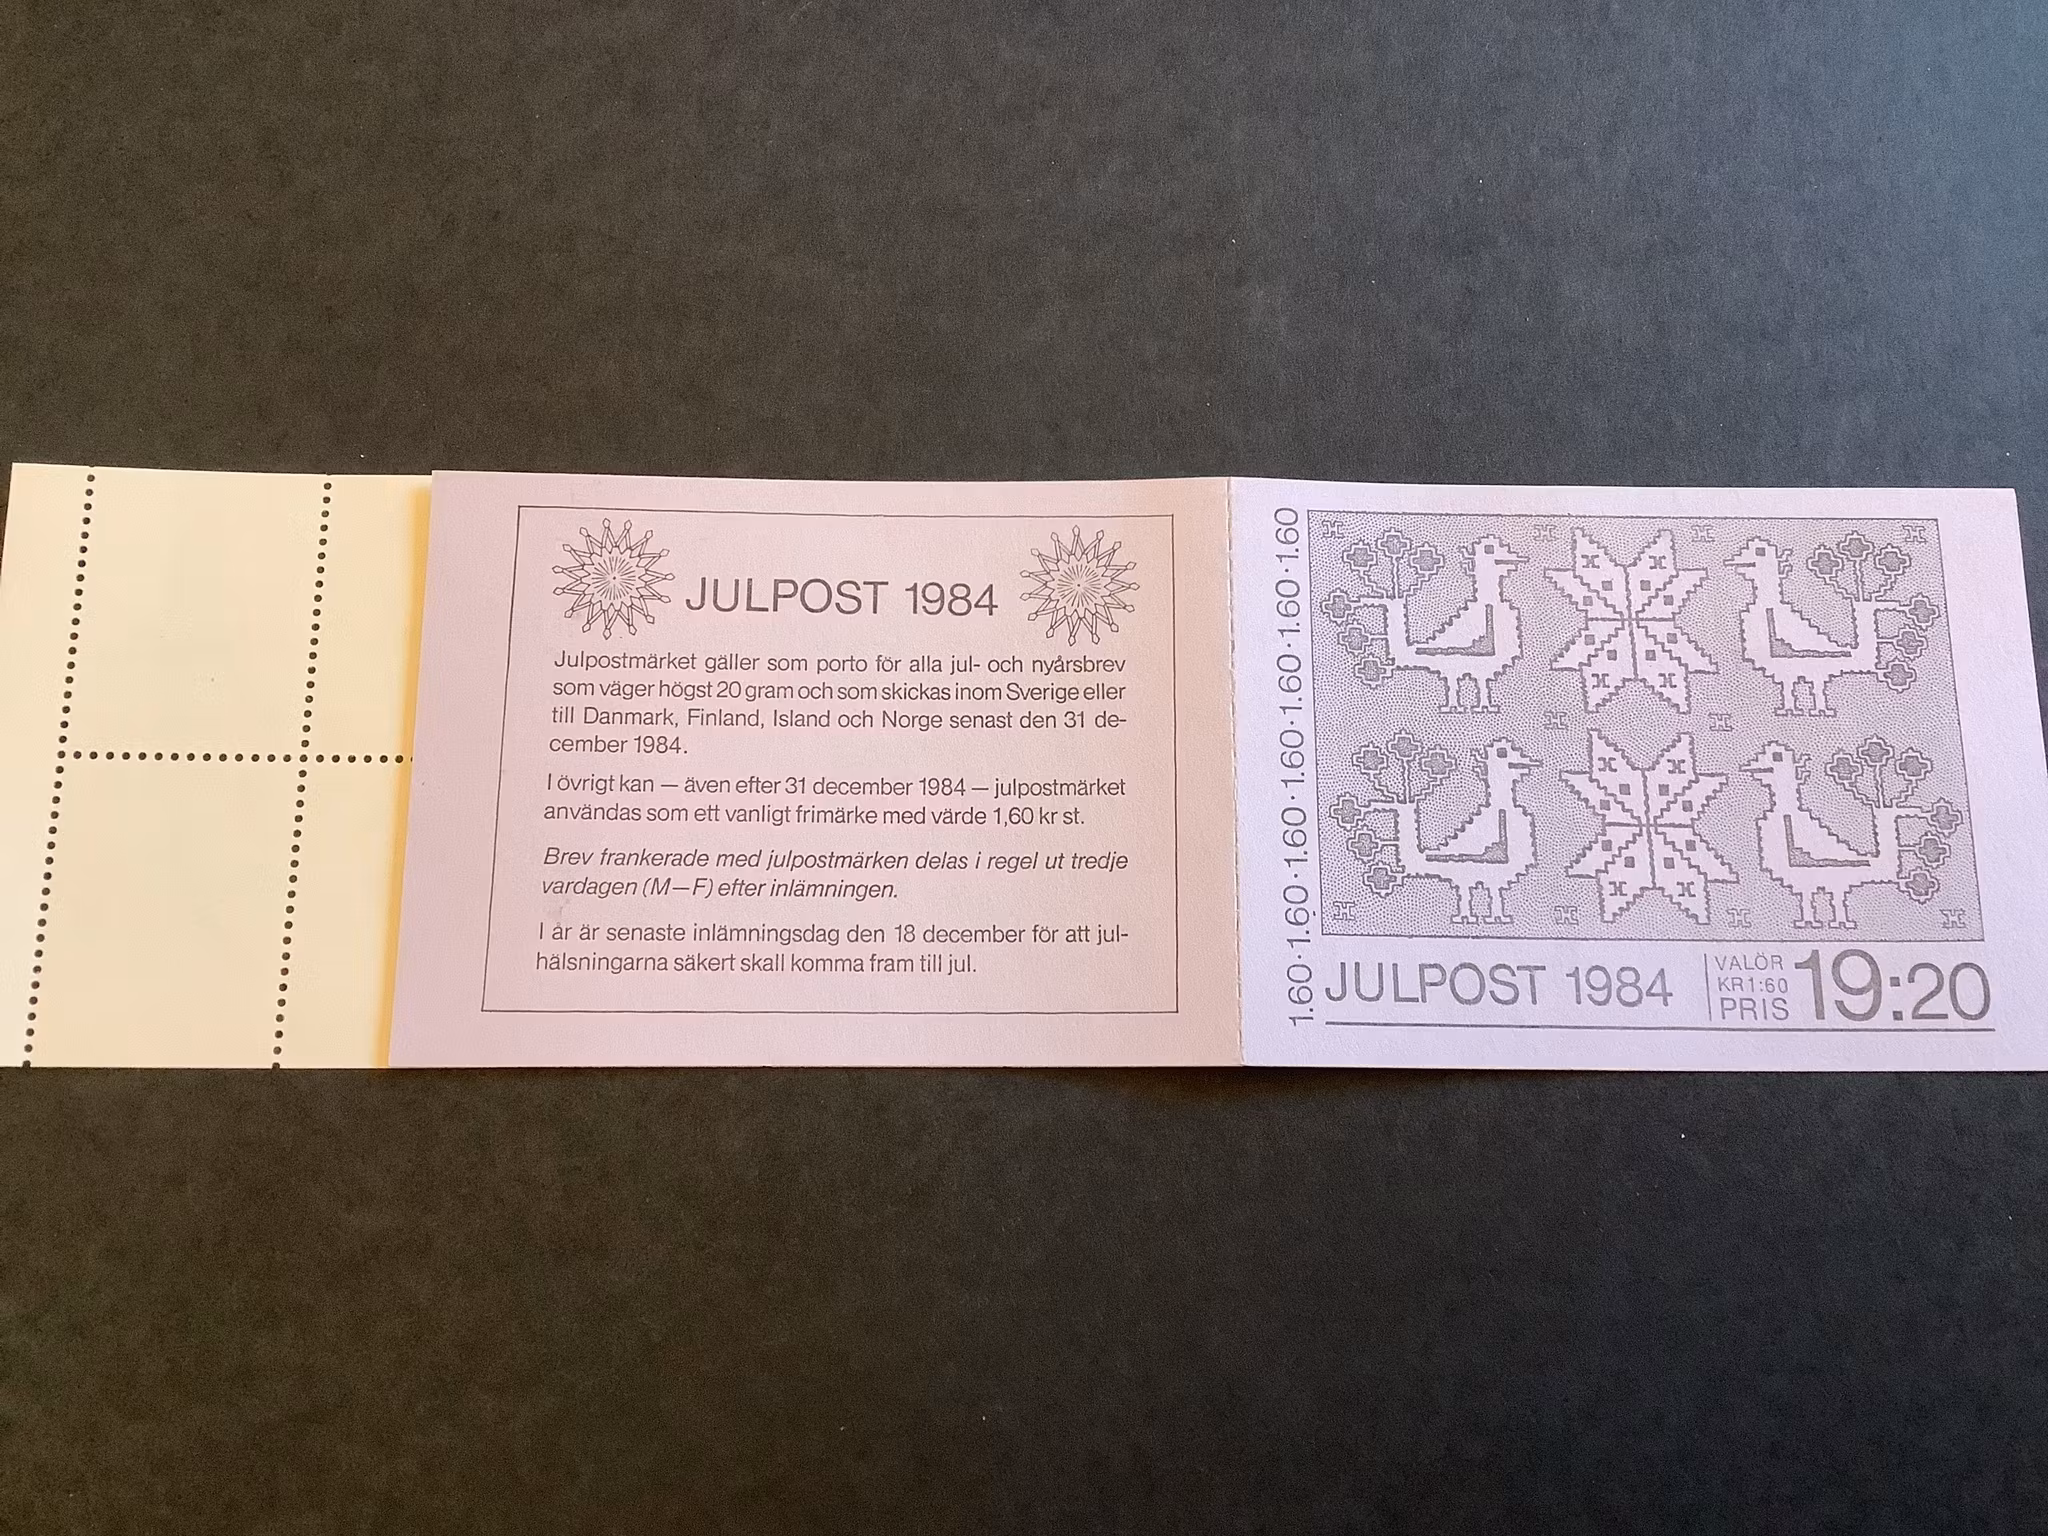 JULPOST 1984
Julpostmärket gäller som porto för alla jul- och nyårsbrev
som väger högst 20 gram och som skickas inom Sverige eller
till Danmark, Finland, Island och Norge senast den 31 de-
cember 1984.
I övrigt kan — även efter 31 december 1984 — julpostmärket
användas som ett vanligt frimärke med värde 1,60 kr st.
Brev frankerade med julpostmärken delas i regel ut tredje
vardagen (M—F) efter inlämningen.
I år är senaste inlämningsdag den 18 december för att jul-
hälsningarna säkert skall komma fram till jul.
1.60·1.60·1.60·1.60·1.60·1.60·1.60
JULPOST 1984
VALÖR
KR1:60
PRIS
19:20